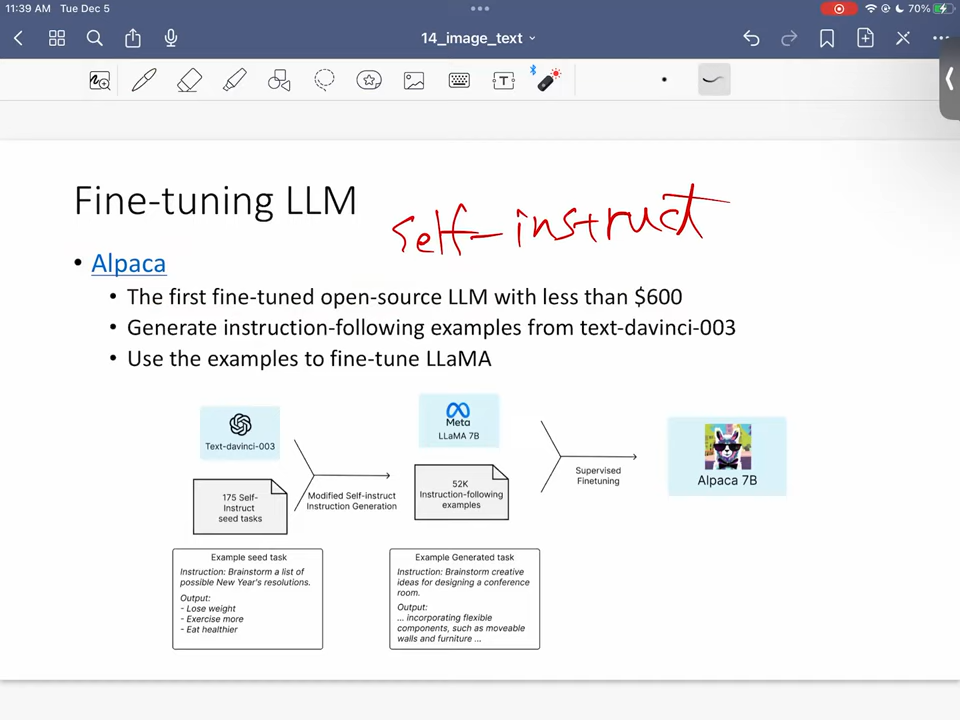 11:39 AM Tue Dec 5
70%
14_image_text
Fine-tuning LLM
self-instruct
• Alpaca
• The first fine-tuned open-source LLM with less than $600
• Generate instruction-following examples from text-davinci-003
• Use the examples to fine-tune LLaMA
Text-davinci-003
175 Self-
Instruct
seed tasks
Modified Self-instruct
Instruction Generation
Meta
LLaMA 7B
52K
Instruction-following
examples
Supervised
Finetuning
Alpaca 7B
Example seed task
Instruction: Brainstorm a list of
possible New Year's resolutions.
Output:
- Lose weight
- Exercise more
- Eat healthier
Example Generated task
Instruction: Brainstorm creative
ideas for designing a conference
room.
Output:
... incorporating flexible
components, such as moveable
walls and furniture ...